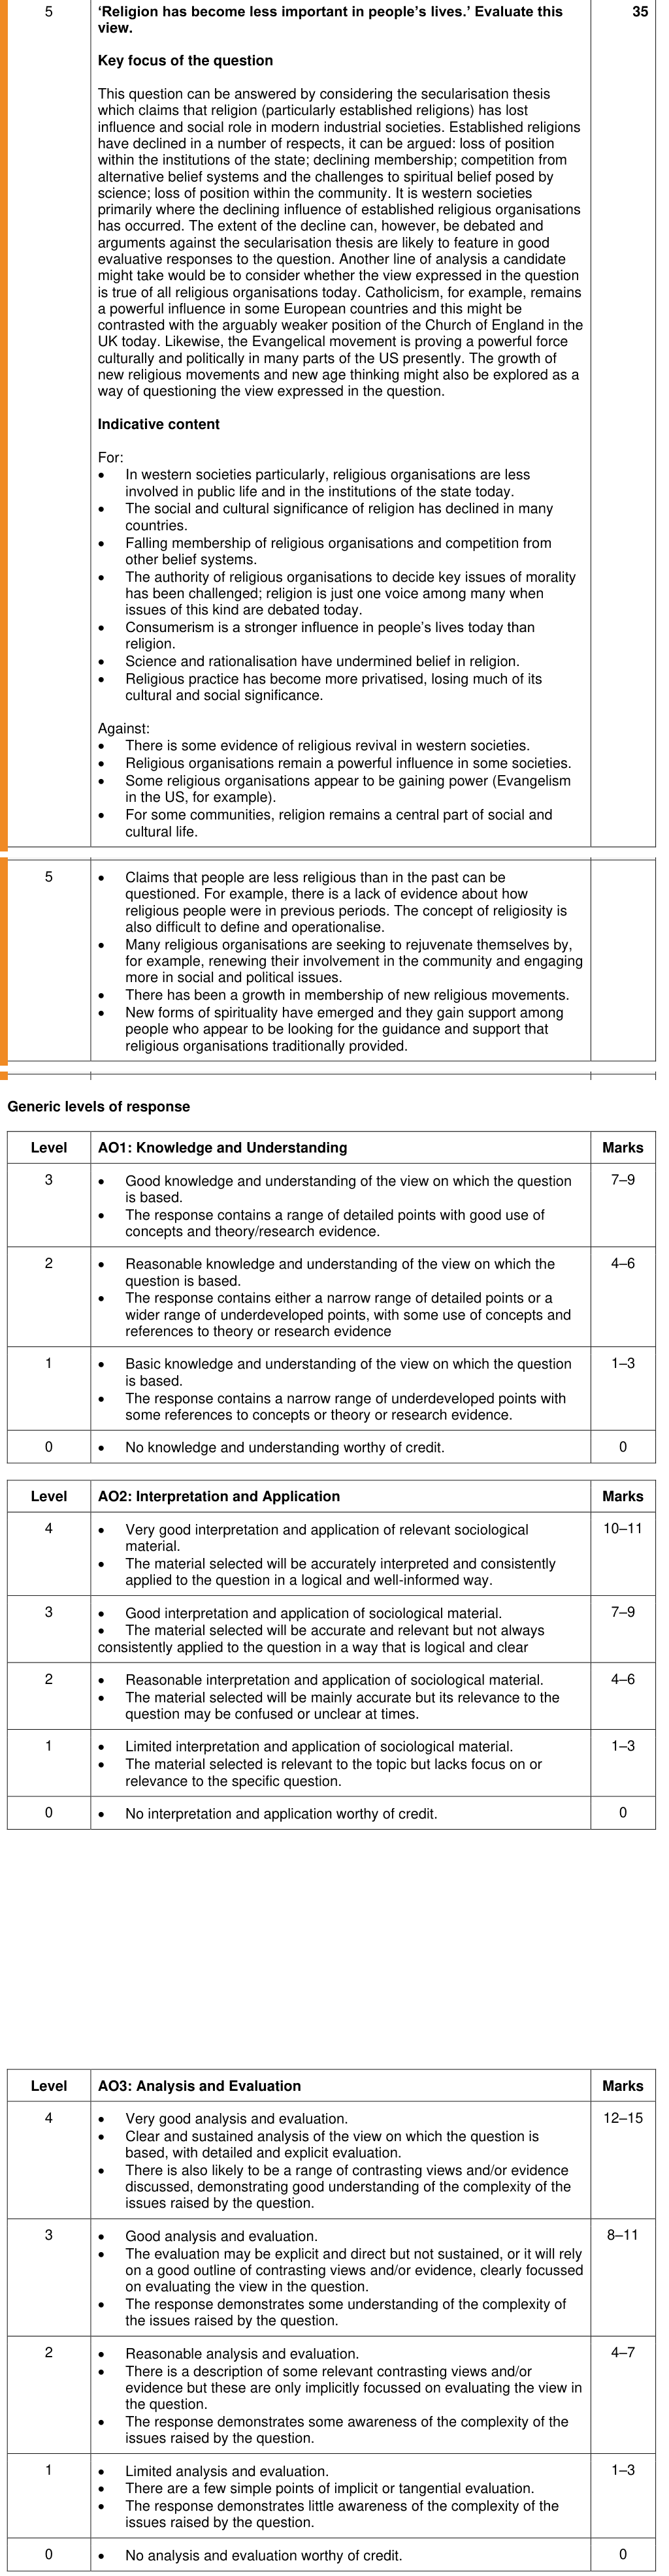 5 ‘Religion has become less important in people’s lives.’ Evaluate this 35
view.
Key focus of the question
This question can be answered by considering the secularisation thesis
which claims that religion (particularly established religions) has lost
influence and social role in modern industrial societies. Established religions
have declined in a number of respects, it can be argued: loss of position
within the institutions of the state; declining membership; competition from
alternative belief systems and the challenges to spiritual belief posed by
science; loss of position within the community. It is western societies
primarily where the declining influence of established religious organisations
has occurred. The extent of the decline can, however, be debated and
arguments against the secularisation thesis are likely to feature in good
evaluative responses to the question. Another line of analysis a candidate
might take would be to consider whether the view expressed in the question
is true of all religious organisations today. Catholicism, for example, remains
a powerful influence in some European countries and this might be
contrasted with the arguably weaker position of the Church of England in the
UK today. Likewise, the Evangelical movement is proving a powerful force
culturally and politically in many parts of the US presently. The growth of
new religious movements and new age thinking might also be explored as a
way of questioning the view expressed in the question.
Indicative content
For:
• In western societies particularly, religious organisations are less
involved in public life and in the institutions of the state today.
• The social and cultural significance of religion has declined in many
countries.
• Falling membership of religious organisations and competition from
other belief systems.
• The authority of religious organisations to decide key issues of morality
has been challenged; religion is just one voice among many when
issues of this kind are debated today.
• Consumerism is a stronger influence in people’s lives today than
religion.
• Science and rationalisation have undermined belief in religion.
• Religious practice has become more privatised, losing much of its
cultural and social significance.
Against:
• There is some evidence of religious revival in western societies.
• Religious organisations remain a powerful influence in some societies.
• Some religious organisations appear to be gaining power (Evangelism
in the US, for example).
• For some communities, religion remains a central part of social and
cultural life.
5 • Claims that people are less religious than in the past can be
questioned. For example, there is a lack of evidence about how
religious people were in previous periods. The concept of religiosity is
also difficult to define and operationalise.
• Many religious organisations are seeking to rejuvenate themselves by,
for example, renewing their involvement in the community and engaging
more in social and political issues.
• There has been a growth in membership of new religious movements.
• New forms of spirituality have emerged and they gain support among
people who appear to be looking for the guidance and support that
religious organisations traditionally provided.
Generic levels of response
Level AO1: Knowledge and Understanding Marks
3 • Good knowledge and understanding of the view on which the question 7–9
is based.
• The response contains a range of detailed points with good use of
concepts and theory/research evidence.
2 • Reasonable knowledge and understanding of the view on which the 4–6
question is based.
• The response contains either a narrow range of detailed points or a
wider range of underdeveloped points, with some use of concepts and
references to theory or research evidence
1 • Basic knowledge and understanding of the view on which the question 1–3
is based.
• The response contains a narrow range of underdeveloped points with
some references to concepts or theory or research evidence.
0 • No knowledge and understanding worthy of credit. 0
Level AO2: Interpretation and Application Marks
4 • Very good interpretation and application of relevant sociological 10–11
material.
• The material selected will be accurately interpreted and consistently
applied to the question in a logical and well-informed way.
3 • Good interpretation and application of sociological material. 7–9
• The material selected will be accurate and relevant but not always
consistently applied to the question in a way that is logical and clear
2 • Reasonable interpretation and application of sociological material. 4–6
• The material selected will be mainly accurate but its relevance to the
question may be confused or unclear at times.
1 • Limited interpretation and application of sociological material. 1–3
• The material selected is relevant to the topic but lacks focus on or
relevance to the specific question.
0 • No interpretation and application worthy of credit. 0
Level AO3: Analysis and Evaluation Marks
4 • Very good analysis and evaluation. 12–15
• Clear and sustained analysis of the view on which the question is
based, with detailed and explicit evaluation.
• There is also likely to be a range of contrasting views and/or evidence
discussed, demonstrating good understanding of the complexity of the
issues raised by the question.
3 • Good analysis and evaluation. 8–11
• The evaluation may be explicit and direct but not sustained, or it will rely
on a good outline of contrasting views and/or evidence, clearly focussed
on evaluating the view in the question.
• The response demonstrates some understanding of the complexity of
the issues raised by the question.
2 • Reasonable analysis and evaluation. 4–7
• There is a description of some relevant contrasting views and/or
evidence but these are only implicitly focussed on evaluating the view in
the question.
• The response demonstrates some awareness of the complexity of the
issues raised by the question.
1 • Limited analysis and evaluation. 1–3
• There are a few simple points of implicit or tangential evaluation.
• The response demonstrates little awareness of the complexity of the
issues raised by the question.
0 • No analysis and evaluation worthy of credit. 0